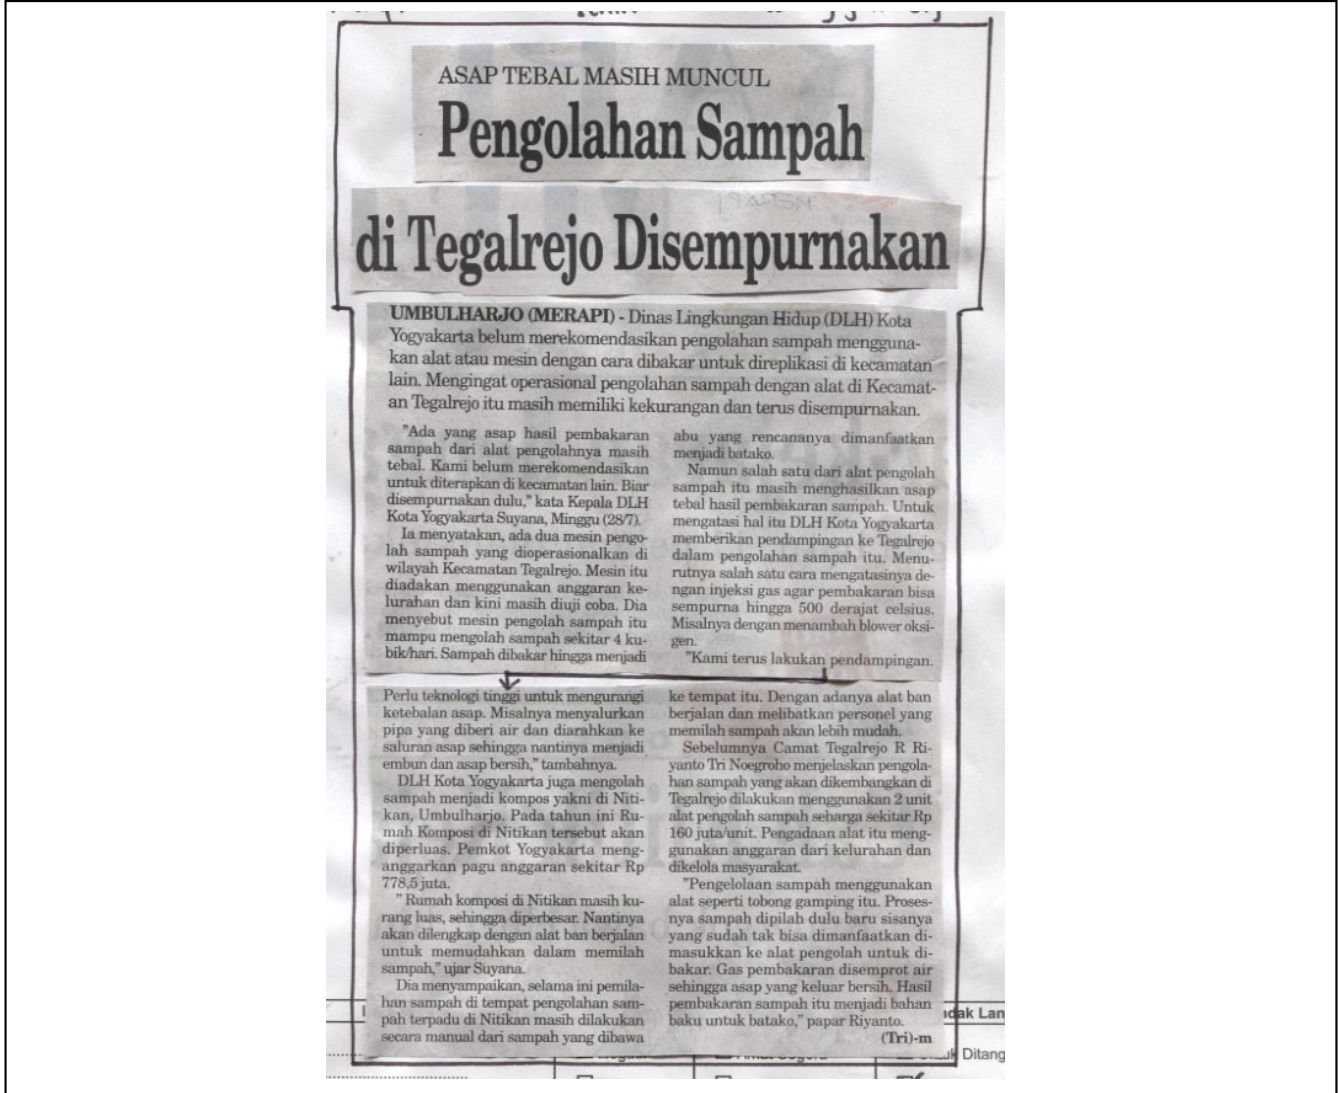 ASAP TEBAL MASIH MUNCUL
Pengolahan Sampah
di Tegalrejo Disempurnakan
UMBULHARJO (MERAPI) - Dinas Lingkungan Hidup (DLH) Kota
Yogyakarta belum merekomendasikan pengolahan sampah mengguna-
kan alat atau mesin dengan cara dibakar untuk direplikasi di kecamatan
lain. Mengingat operasional pengolahan sampah dengan alat di Kecamat-
an Tegalrejo itu masih memiliki kekurangan dan terus disempurnakan.
"Ada yang asap hasil pembakaran
sampah dari alat pengolahnya masih
tebal. Kami belum merekomendasikan
untuk diterapkan di kecamatan lain. Biar
disempurnakan dulu," kata Kepala DLH
Kota Yogyakarta Suyana, Minggu (28/7).
Ia menyatakan, ada dua mesin pengo-
lah sampah yang dioperasionalkan di
wilayah Kecamatan Tegalrejo. Mesin itu
diadakan menggunakan anggaran ke-
lurahan dan kini masih diuji coba. Dia
menyebut mesin pengolah sampah itu
mampu mengolah sampah sekitar 4 ku-
bik/hari. Sampah dibakar hingga menjadi
abu yang rencananya dimanfaatkan
menjadi batako.
Namun salah satu dari alat pengolah
sampah itu masih menghasilkan asap
tebal hasil pembakaran sampah. Untuk
mengatasi hal itu DLH Kota Yogyakarta
memberikan pendampingan ke Tegalrejo
dalam pengolahan sampah itu. Menu-
rutnya salah satu cara mengatasinya de-
ngan injeksi gas agar pembakaran bisa
sempurna hingga 500 derajat celsius.
Misalnya dengan menambah blower oksi-
gen.
"Kami terus lakukan pendampingan.
Perlu teknologi tinggi untuk mengurangi
ketebalan asap. Misalnya menyalurkan
pipa yang diberi air dan diarahkan ke
saluran asap sehingga nantinya menjadi
embun dan asap bersih," tambahnya.
DLH Kota Yogyakarta juga mengolah
sampah menjadi kompos yakni di Niti-
kan, Umbulharjo. Pada tahun ini Ru-
mah Komposi di Nitikan tersebut akan
diperluas. Pemkot Yogyakarta meng-
anggarkan pagu anggaran sekitar Rp
778,5 juta.
" Rumah komposi di Nitikan masih ku-
rang luas, sehingga diperbesar. Nantinya
akan dilengkap dengan alat ban berjalan
untuk memudahkan dalam memilah
sampah," ujar Suyana.
Dia menyampaikan, selama ini pemila-
han sampah di tempat pengolahan sam-
pah terpadu di Nitikan masih dilakukan
secara manual dari sampah yang dibawa
ke tempat itu. Dengan adanya alat ban
berjalan dan melibatkan personel yang
memilah sampah akan lebih mudah.
Sebelumnya Camat Tegalrejo R Ri-
yanto Tri Noegroho menjelaskan pengola-
han sampah yang akan dikembangkan di
Tegalrejo dilakukan menggunakan 2 unit
alat pengolah sampah seharga sekitar Rp
160 juta/unit. Pengadaan alat itu meng-
gunakan anggaran dari kelurahan dan
dikelola masyarakat.
"Pengelolaan sampah menggunakan
alat seperti tobong gamping itu. Proses-
nya sampah dipilah dulu baru sisanya
yang sudah tak bisa dimanfaatkan di-
masukkan ke alat pengolah untuk di-
bakar. Gas pembakaran disemprot air
sehingga asap yang keluar bersih. Hasil
pembakaran sampah itu menjadi bahan
baku untuk batako," papar Riyanto.
(Tri)-m